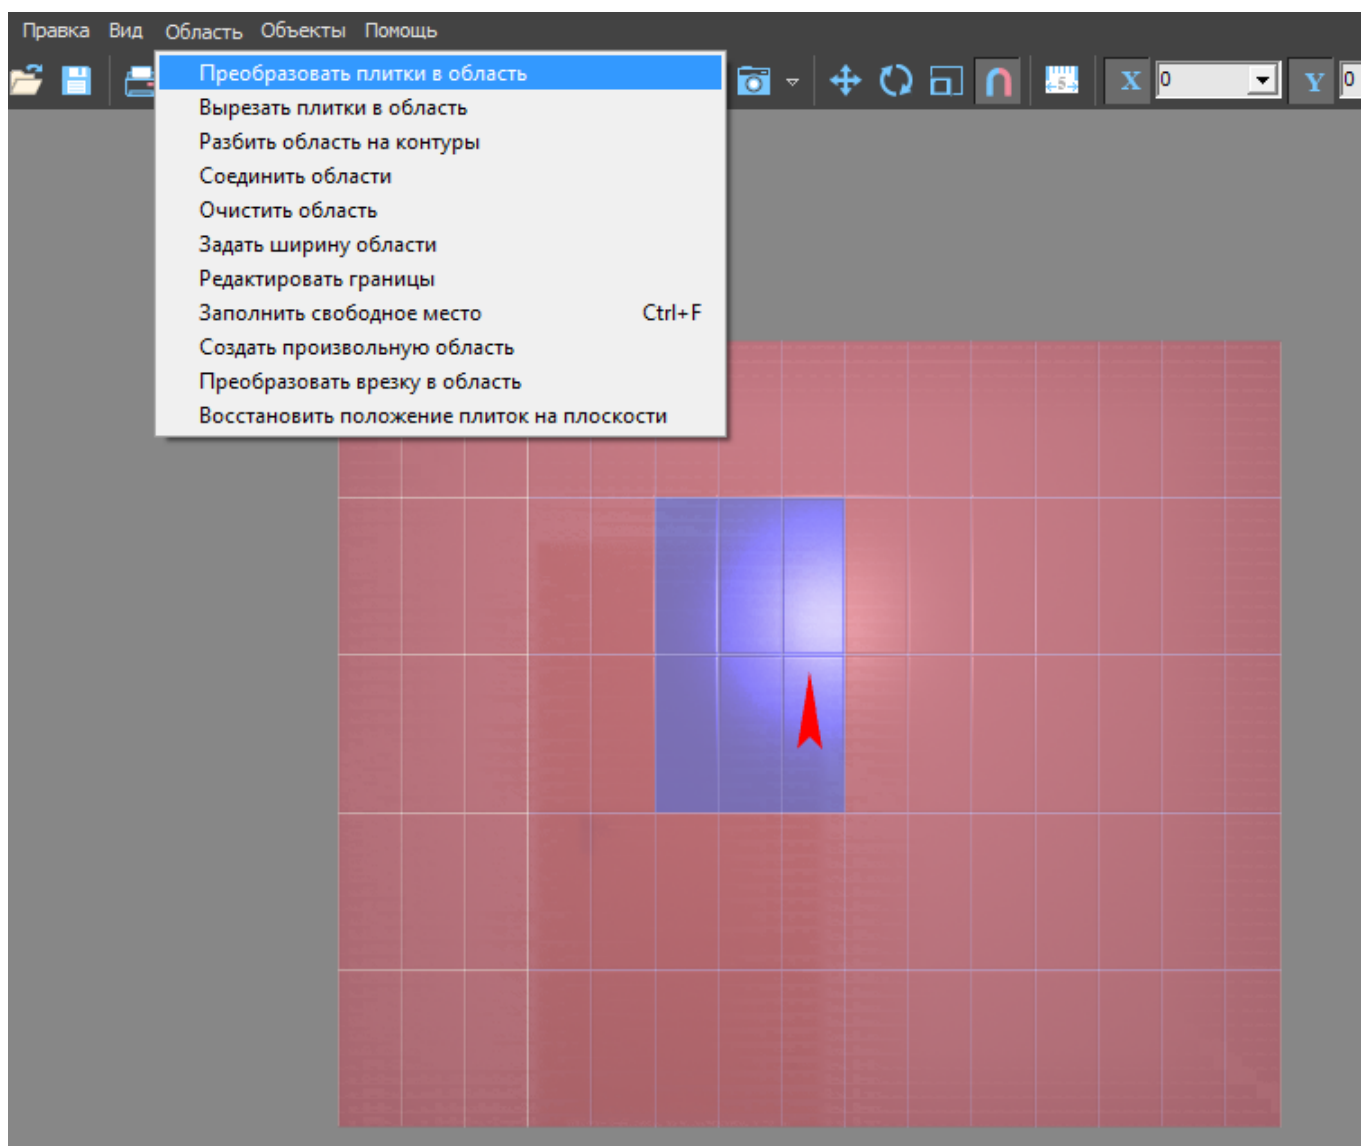 Правка Вид Область Объекты Помощь
5 X 0 Y 0
Преобразовать плитки в область
Вырезать плитки в область
Разбить область на контуры
Соединить области
Очистить область
Задать ширину области
Редактировать границы
Заполнить свободное место Ctrl+F
Создать произвольную область
Преобразовать врезку в область
Восстановить положение плиток на плоскости